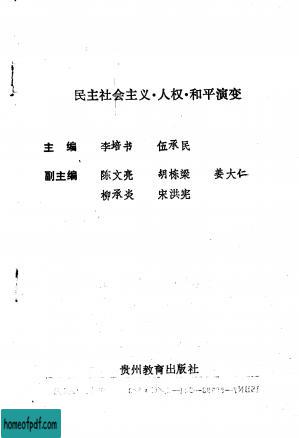 民主社会主义·人权·和平演变
主 编 李培书 伍承民
副主编 陈文亮 胡栋梁 姜大仁
柳承炎 宋洪宪
贵州教育出版社
homeofpdf.com